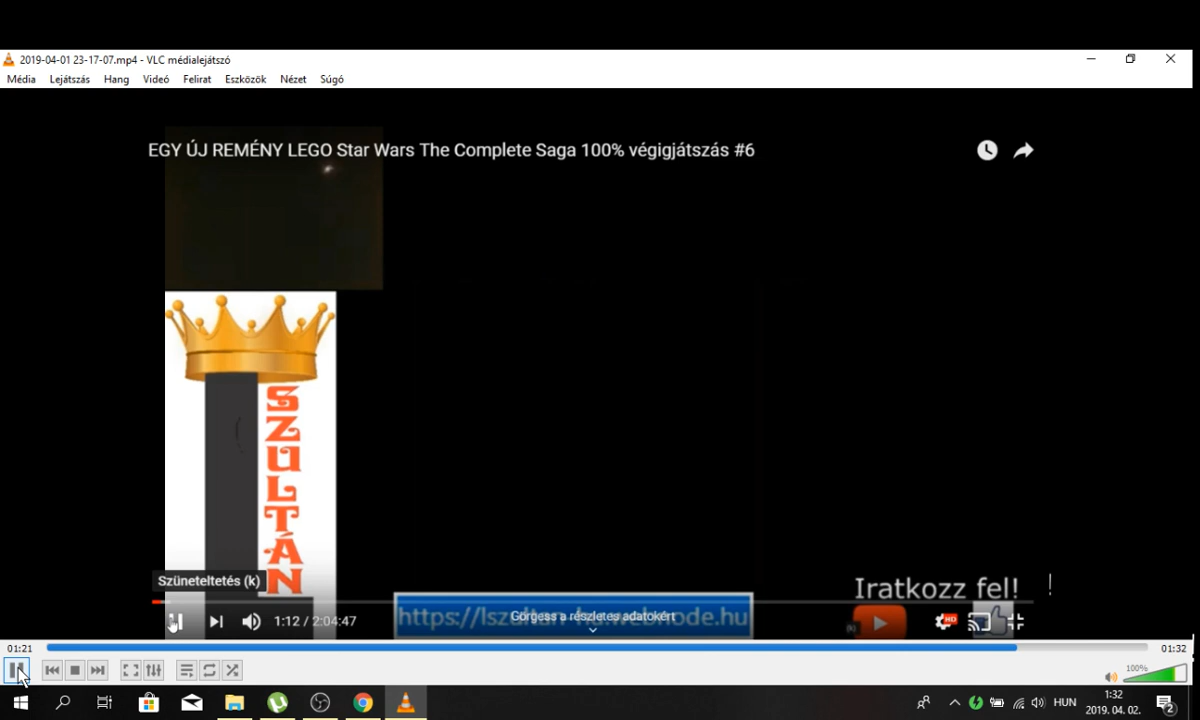 2019-04-01 23-17-07.mp4 - VLC médialejátszó
Média Lejátszás Hang Videó Felirat Eszközök Nézet Súgó
EGY ÚJ REMÉNY LEGO Star Wars The Complete Saga 100% végigjátszás #6
SZULTÁN
Szüneteltetés (k)
Iratkozz fel! !
1:12 / 2:04:47
Görgess a részletes adatokért
HD
01:21
01:32
100%
HUN
1:32
2019. 04. 02.
2